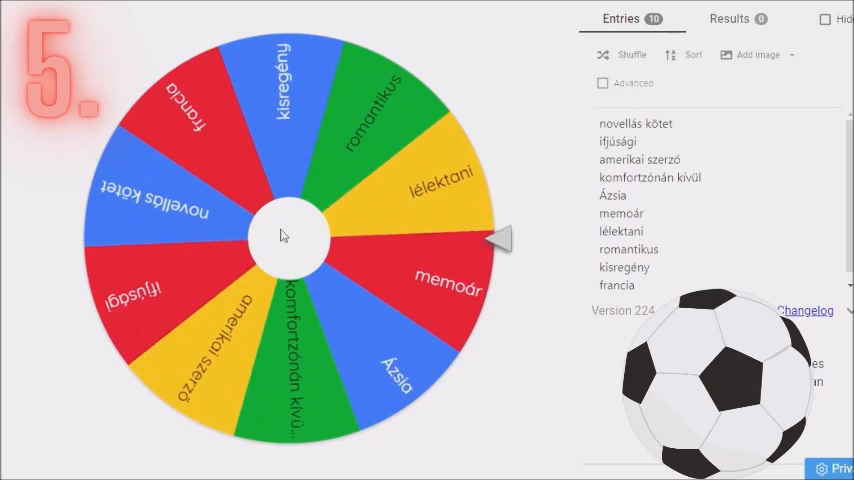 5.
Entries 10
Results 0
Shuffle
Sort
Add image
Advanced
novellás kötet
ifjúsági
amerikai szerző
komfortzónán kívül
Ázsia
memoár
lélektani
romantikus
kisregény
francia
Version 224
Changelog
kisregény
romantikus
lélektani
memoár
Ázsia
komfortzónán kívü...
amerikai szerző
ifjúsági
novellás kötet
francia